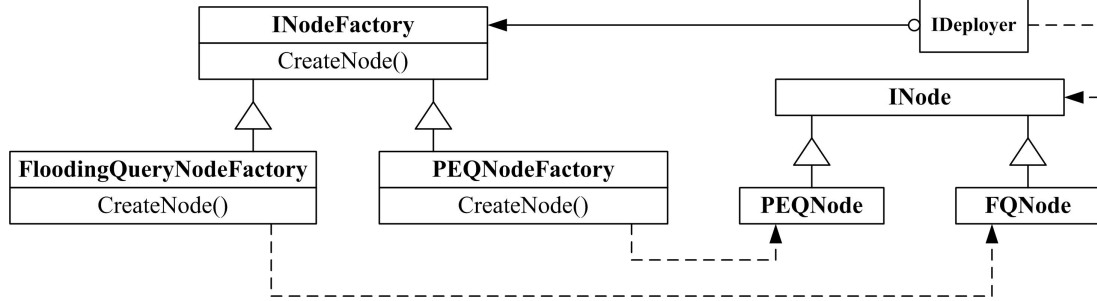 INodeFactory
CreateNode()
IDeployer
INode
FloodingQueryNodeFactory
CreateNode()
PEQNodeFactory
CreateNode()
PEQNode
FQNode